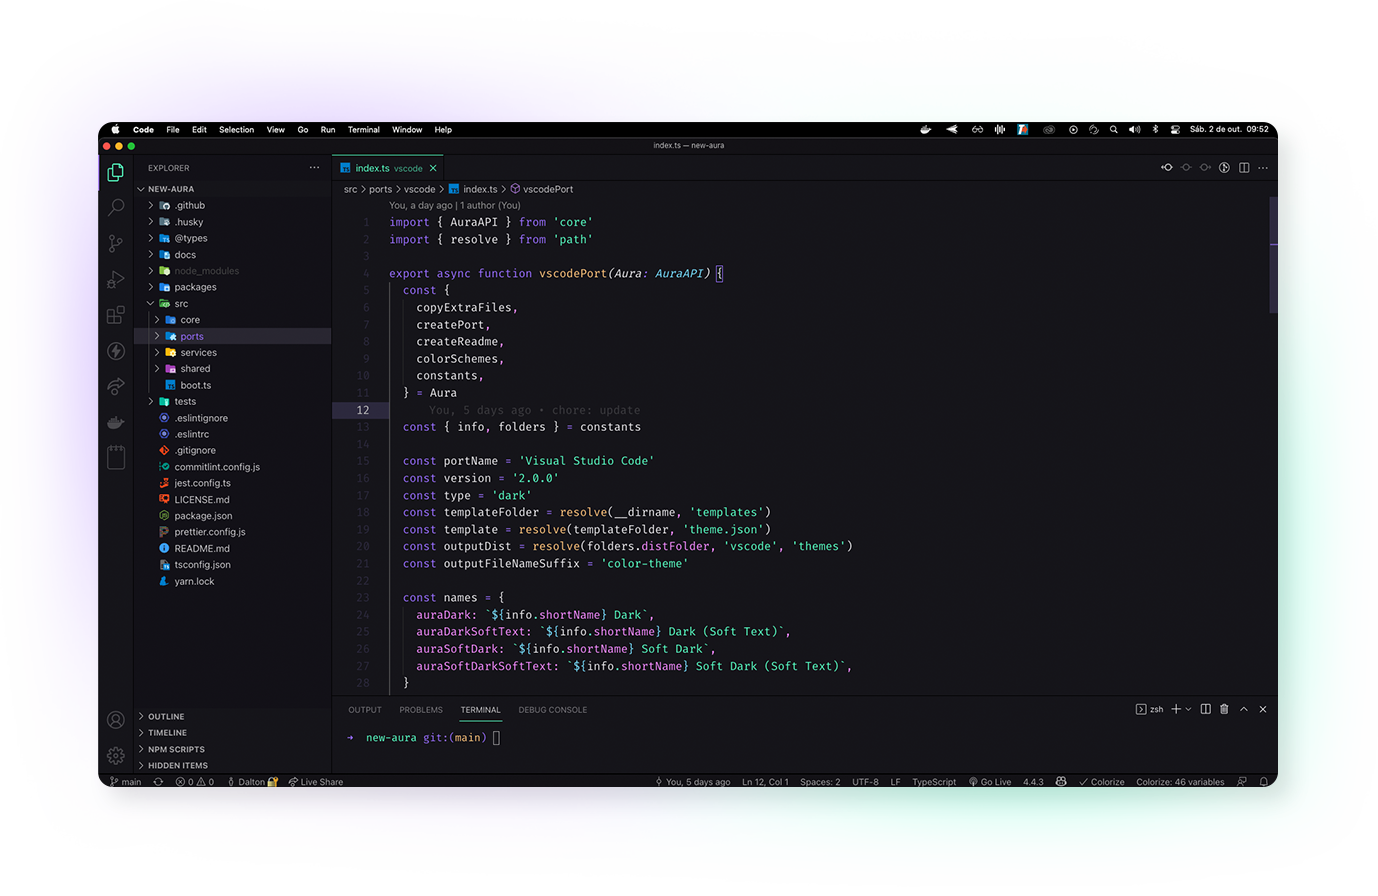 Code File Edit Selection View Go Run Terminal Window Help
Sáb. 2 de out. 09:52
index.ts — new-aura
EXPLORER
NEW-AURA
.github
.husky
@types
docs
node_modules
packages
src
core
ports
services
shared
boot.ts
tests
.eslintignore
.eslintrc
.gitignore
commitlint.config.js
jest.config.ts
LICENSE.md
package.json
prettier.config.js
README.md
tsconfig.json
yarn.lock
OUTLINE
TIMELINE
NPM SCRIPTS
HIDDEN ITEMS
index.ts vscode
src > ports > vscode > index.ts > vscodePort
You, a day ago | 1 author (You)
1 import { AuraAPI } from 'core'
2 import { resolve } from 'path'
3
4 export async function vscodePort(Aura: AuraAPI) {
5 const {
6 copyExtraFiles,
7 createPort,
8 createReadme,
9 colorSchemes,
10 constants,
11 } = Aura
12 You, 5 days ago • chore: update
13 const { info, folders } = constants
14
15 const portName = 'Visual Studio Code'
16 const version = '2.0.0'
17 const type = 'dark'
18 const templateFolder = resolve(__dirname, 'templates')
19 const template = resolve(templateFolder, 'theme.json')
20 const outputDist = resolve(folders.distFolder, 'vscode', 'themes')
21 const outputFileNameSuffix = 'color-theme'
22
23 const names = {
24 auraDark: `${info.shortName} Dark`,
25 auraDarkSoftText: `${info.shortName} Dark (Soft Text)`,
26 auraSoftDark: `${info.shortName} Soft Dark`,
27 auraSoftDarkSoftText: `${info.shortName} Soft Dark (Soft Text)`,
28 }
OUTPUT PROBLEMS TERMINAL DEBUG CONSOLE
zsh
→ new-aura git:(main)
main 0 0 Dalton Live Share You, 5 days ago Ln 12, Col 1 Spaces: 2 UTF-8 LF TypeScript Go Live 4.4.3 Colorize Colorize: 46 variables